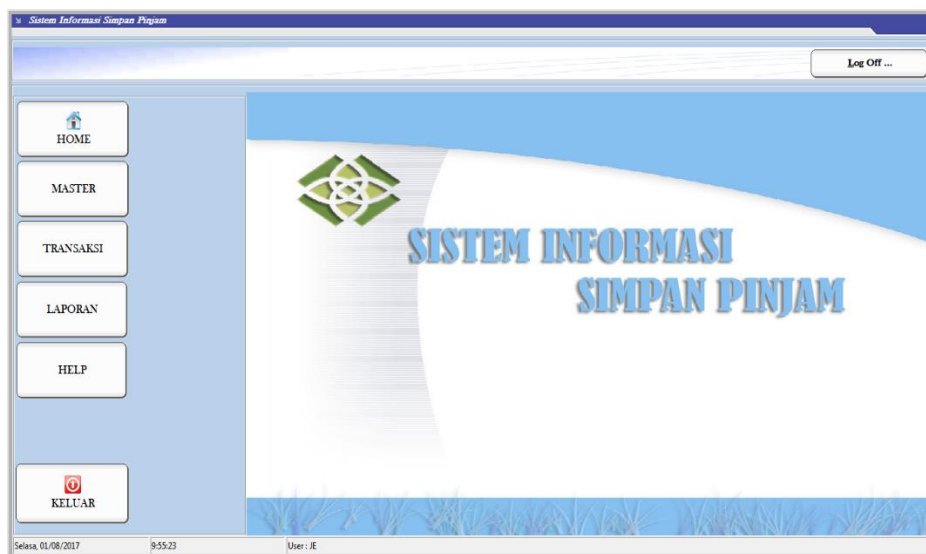 Sistem Informasi Simpan Pinjam
Log Off ...
HOME
MASTER
TRANSAKSI
LAPORAN
HELP
KELUAR
SISTEM INFORMASI
SIMPAN PINJAM
Selasa, 01/08/2017 9:55:23 User : JE